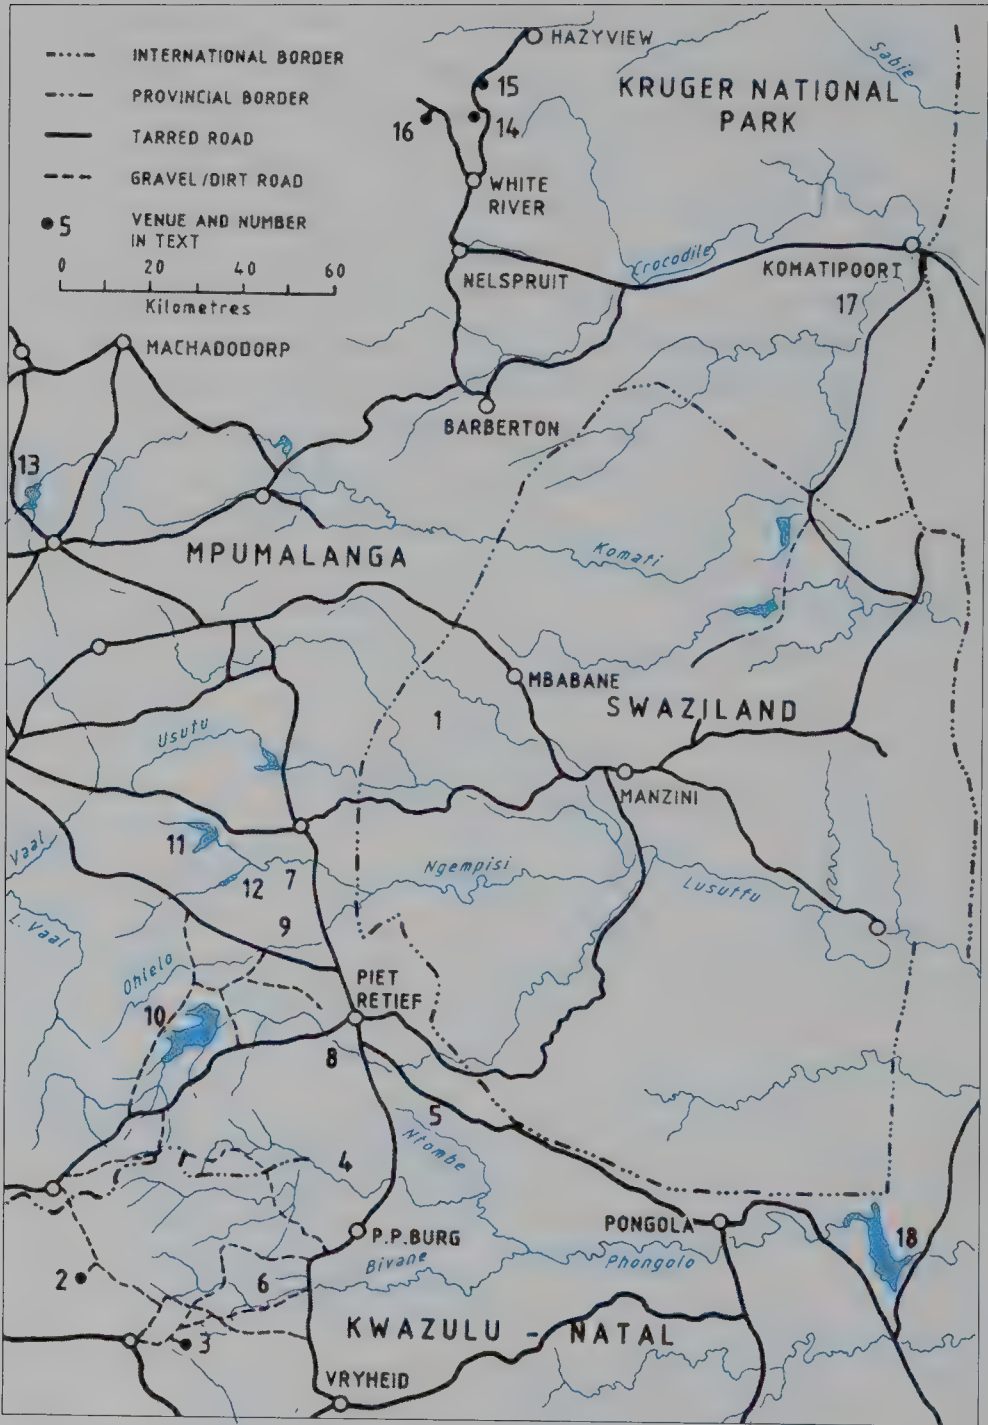 INTERNATIONAL BORDER
PROVINCIAL BORDER
TARRED ROAD
GRAVEL/DIRT ROAD
5 VENUE AND NUMBER
IN TEXT
0 20 40 60
Kilometres
HAZYVIEW
Sabie
KRUGER NATIONAL
PARK
15
16
14
WHITE
RIVER
NELSPRUIT
Crocodile
KOMATIPOORT
17
MACHADODORP
BARBERTON
13
MPUMALANGA
Komati
MBABANE
SWAZILAND
1
Usutu
MANZINI
11
Vaal
12
7
Ngempisi
Lusutfu
9
L. Vaal
Ohlelo
PIET
RETIEF
10
8
5
Ntombe
4
P.P.BURG
PONGOLA
18
Bivane
Phongolo
2
6
3
KWAZULU - NATAL
VRYHEID